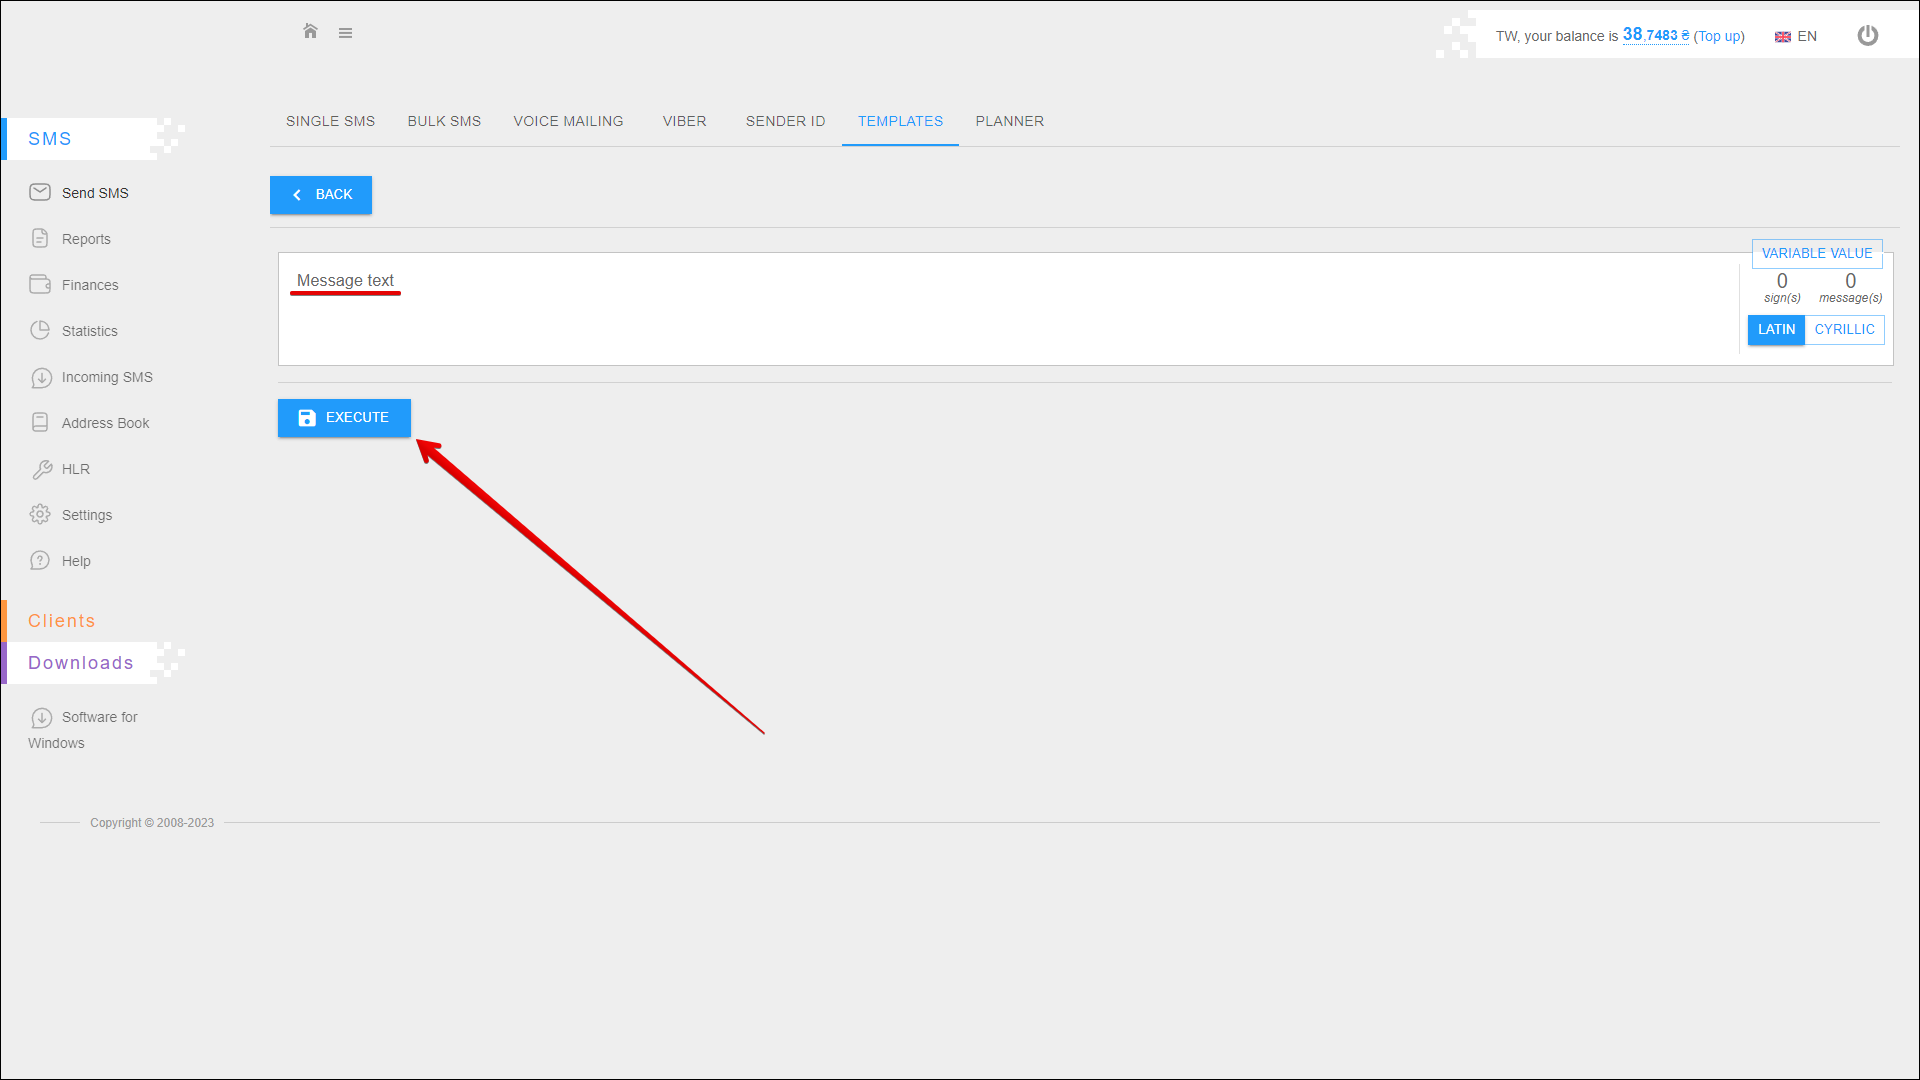 TW, your balance is 38,7483 ₴ (Top up) EN
SMS
Send SMS
Reports
Finances
Statistics
Incoming SMS
Address Book
HLR
Settings
Help
Clients
Downloads
Software for
Windows
SINGLE SMS BULK SMS VOICE MAILING VIBER SENDER ID TEMPLATES PLANNER
BACK
Message text
VARIABLE VALUE
0 0
sign(s) message(s)
LATIN CYRILLIC
EXECUTE
Copyright © 2008-2023